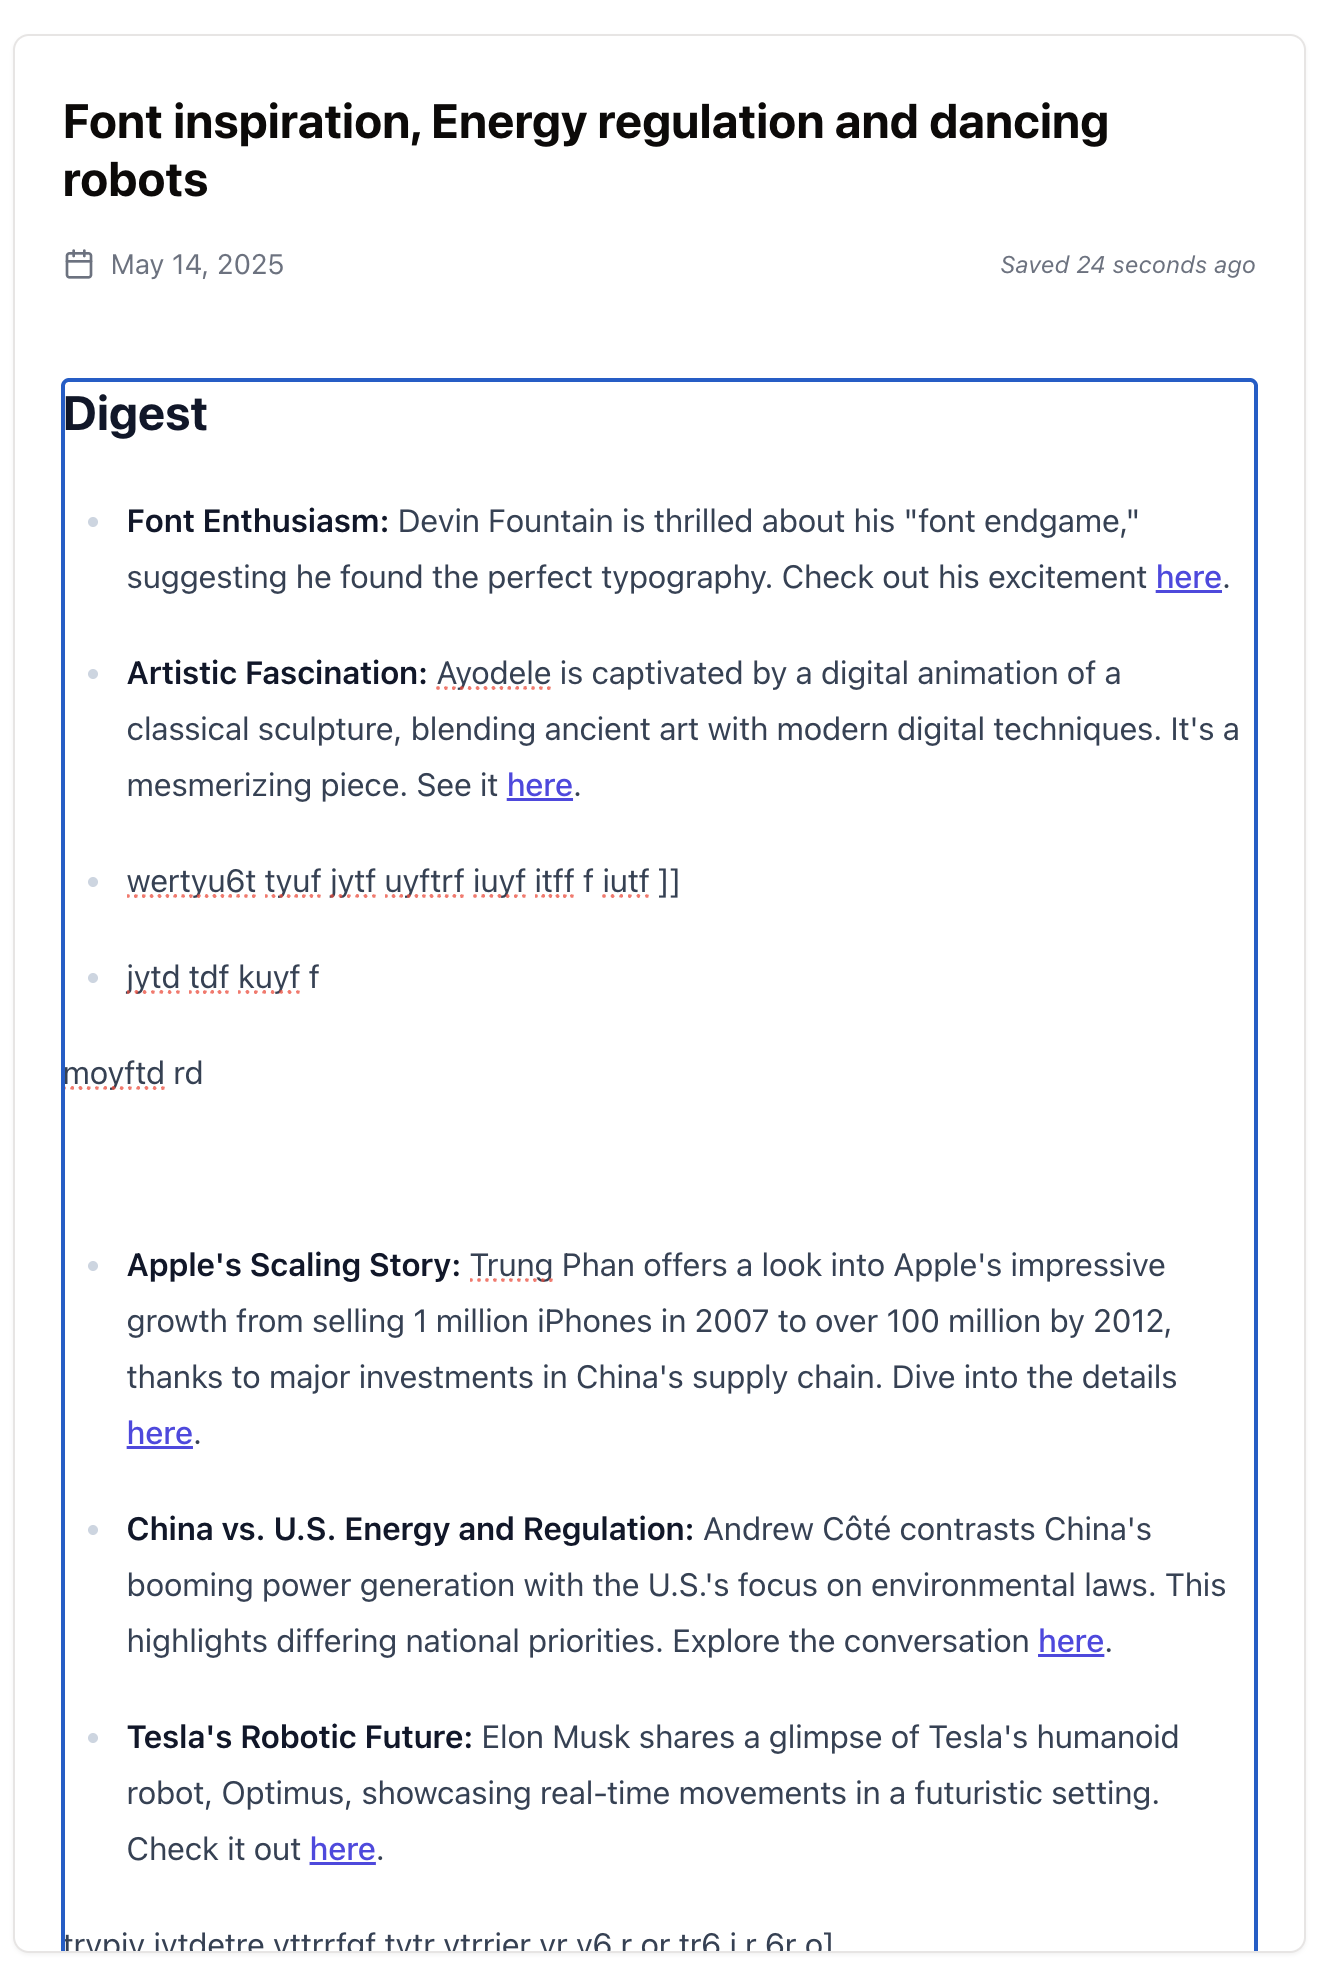 Font inspiration, Energy regulation and dancing
robots
May 14, 2025
Saved 24 seconds ago
Digest
Font Enthusiasm: Devin Fountain is thrilled about his "font endgame,"
suggesting he found the perfect typography. Check out his excitement here.
Artistic Fascination: Ayodele is captivated by a digital animation of a
classical sculpture, blending ancient art with modern digital techniques. It's a
mesmerizing piece. See it here.
wertyu6t tyuf jytf uyftrf iuyf itff f iutf ]]
jytd tdf kuyf f
moyftd rd
Apple's Scaling Story: Trung Phan offers a look into Apple's impressive
growth from selling 1 million iPhones in 2007 to over 100 million by 2012,
thanks to major investments in China's supply chain. Dive into the details
here.
China vs. U.S. Energy and Regulation: Andrew Côté contrasts China's
booming power generation with the U.S.'s focus on environmental laws. This
highlights differing national priorities. Explore the conversation here.
Tesla's Robotic Future: Elon Musk shares a glimpse of Tesla's humanoid
robot, Optimus, showcasing real-time movements in a futuristic setting.
Check it out here.